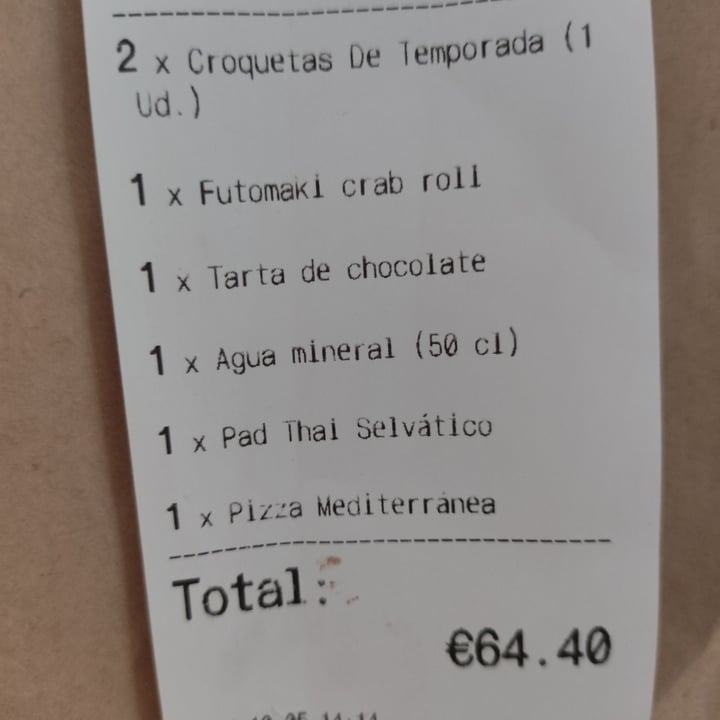 2 x Croquetas De Temporada (1
Ud.)
1 x Futomaki crab roll
1 x Tarta de chocolate
1 x Agua mineral (50 cl)
1 x Pad Thai Selvático
1 x Pizza Mediterránea
Total:
€64.40